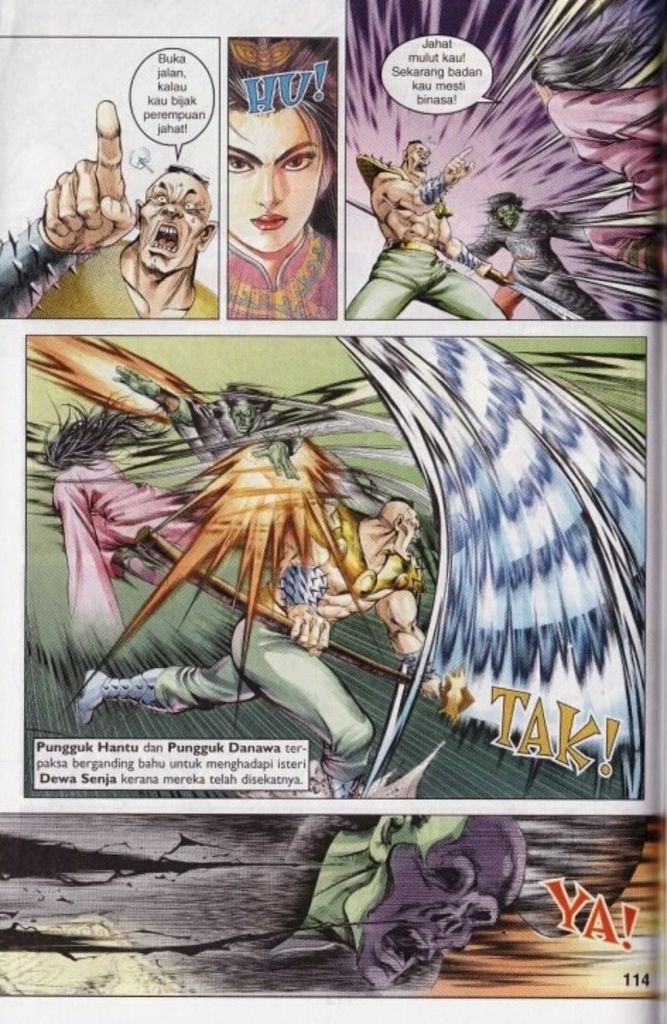 Buka
jalan,
kalau
kau bijak
perempuan
jahat!
HU!
Jahat
mulut kau!
Sekarang badan
kau mesti
binasa!
TAK!
Pungguk Hantu dan Pungguk Danawa ter-
paksa berganding bahu untuk menghadapi isteri
Dewa Senja kerana mereka telah disekatnya.
YA!
114